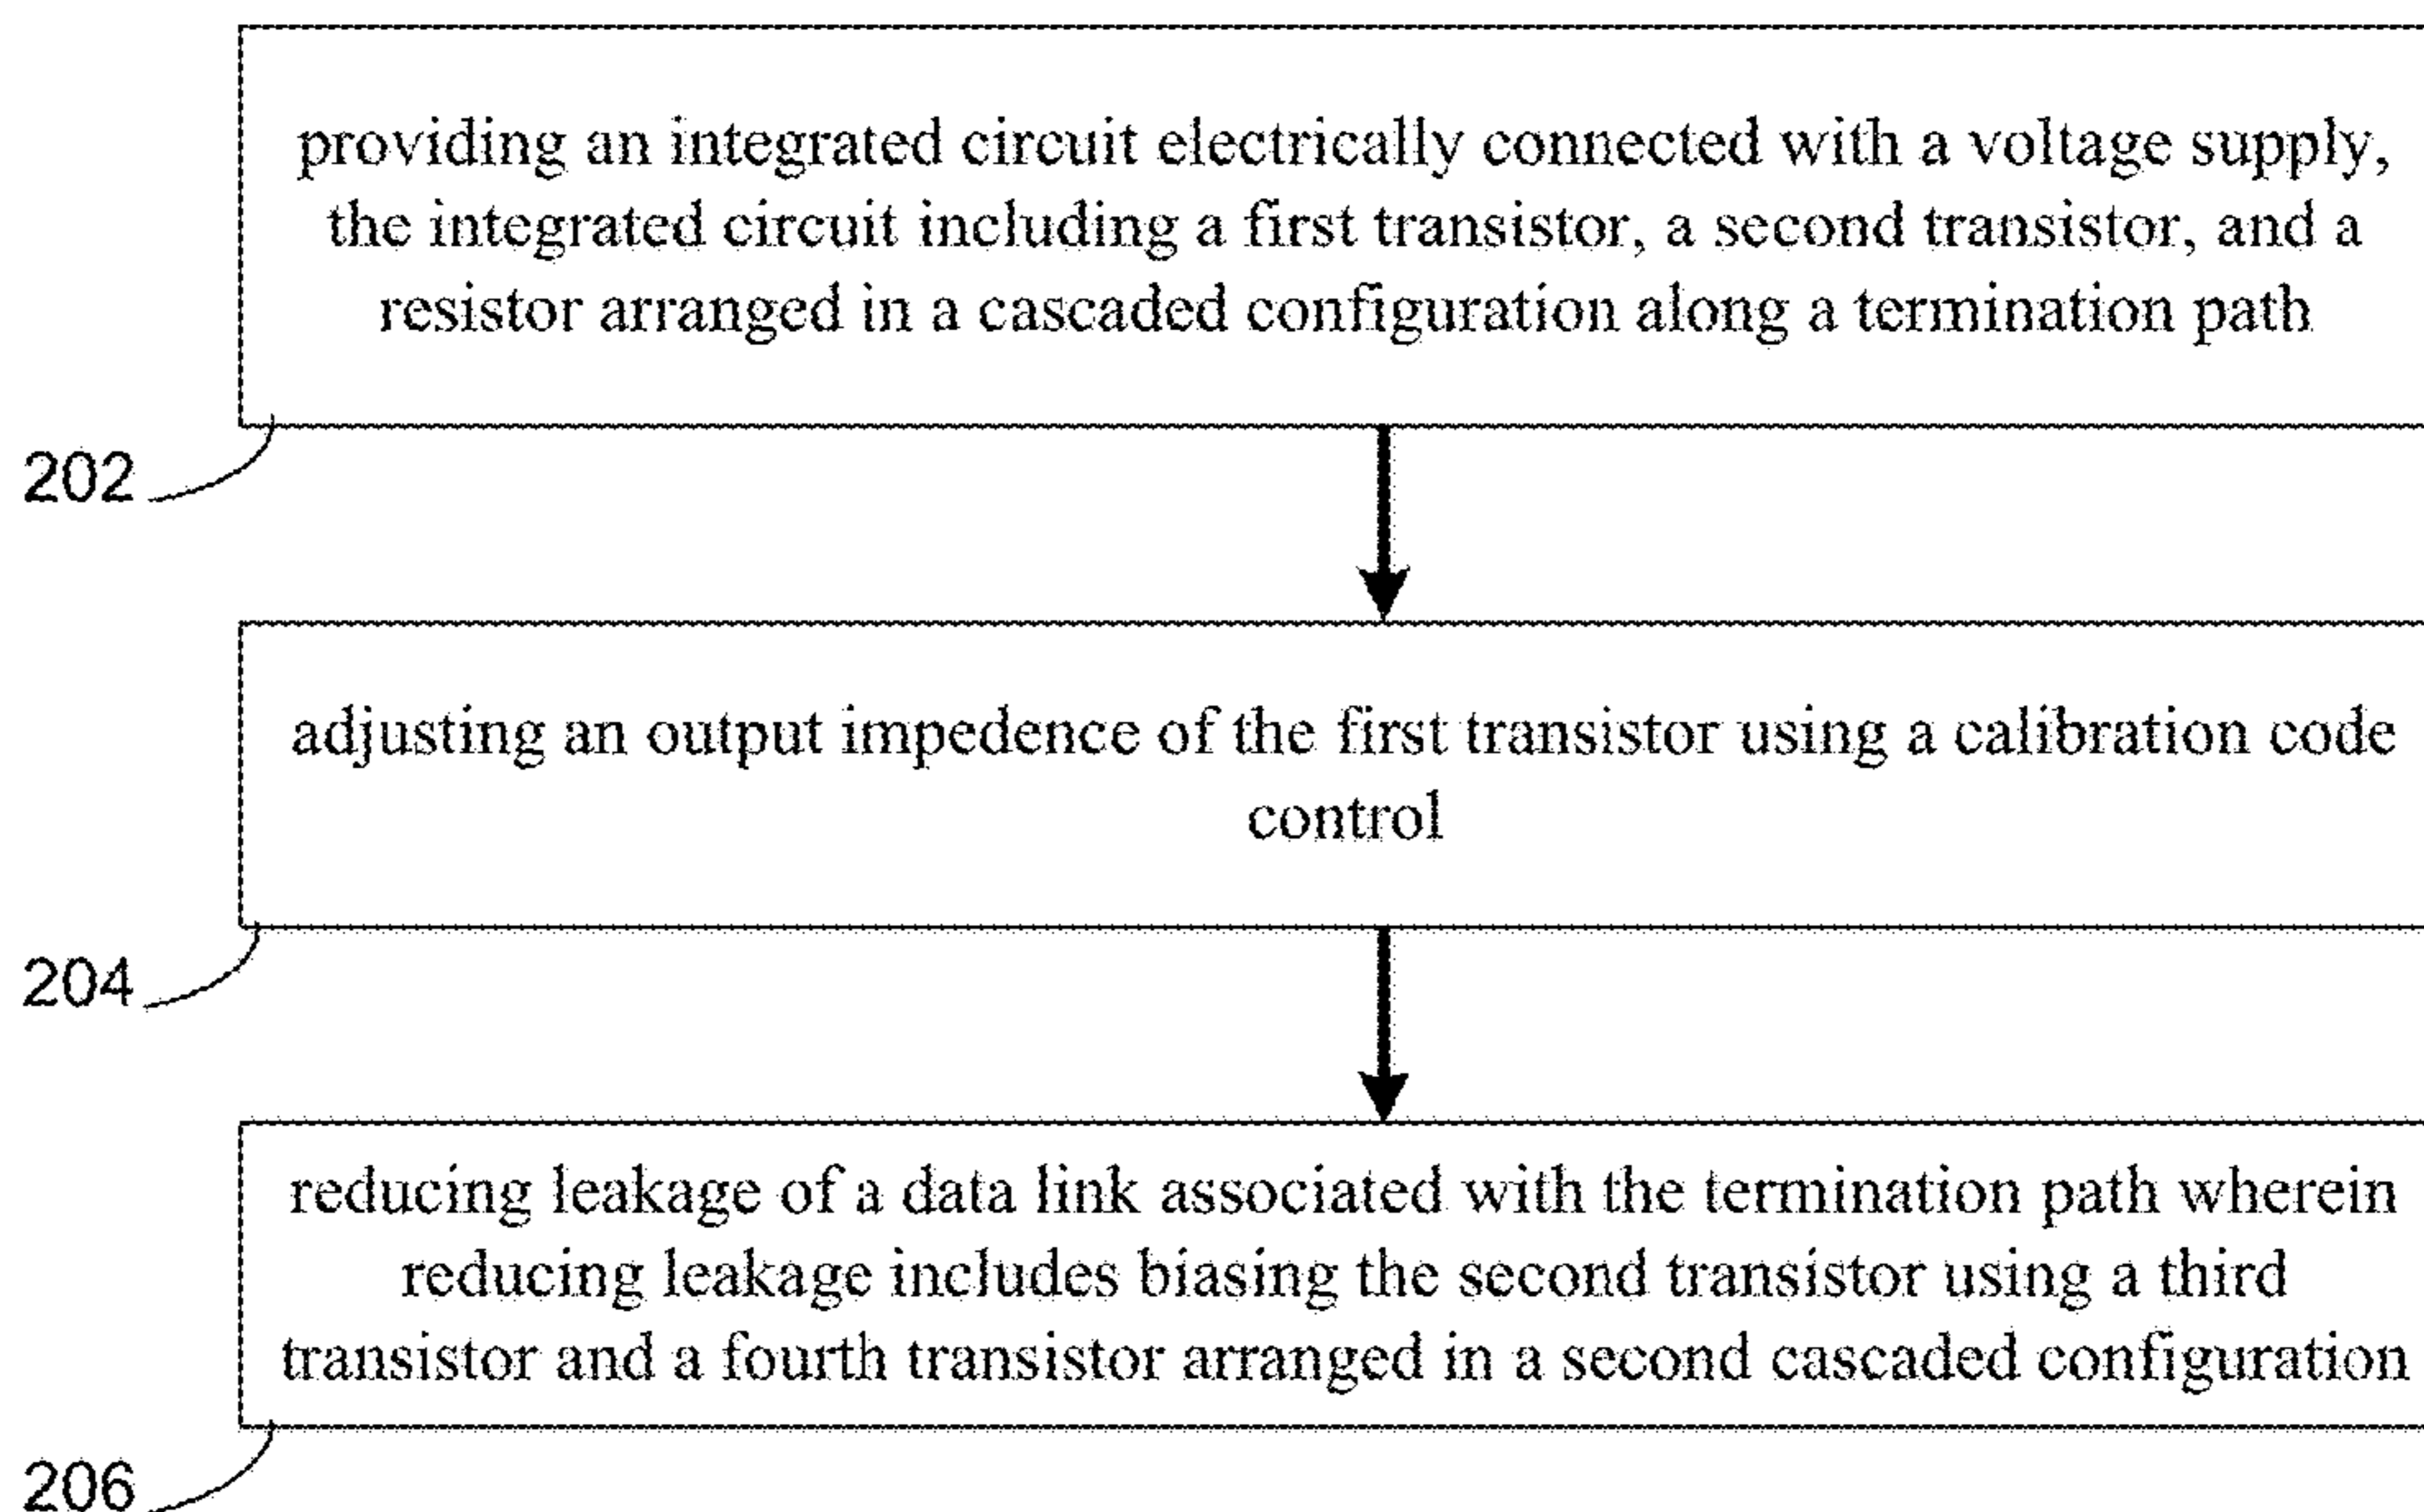 providing an integrated circuit electrically connected with a voltage supply,
the integrated circuit including a first transistor, a second transistor, and a
resistor arranged in a cascaded configuration along a termination path
202
adjusting an output impedence of the first transistor using a calibration code
control
204
reducing leakage of a data link associated with the termination path wherein
reducing leakage includes biasing the second transistor using a third
transistor and a fourth transistor arranged in a second cascaded configuration
206